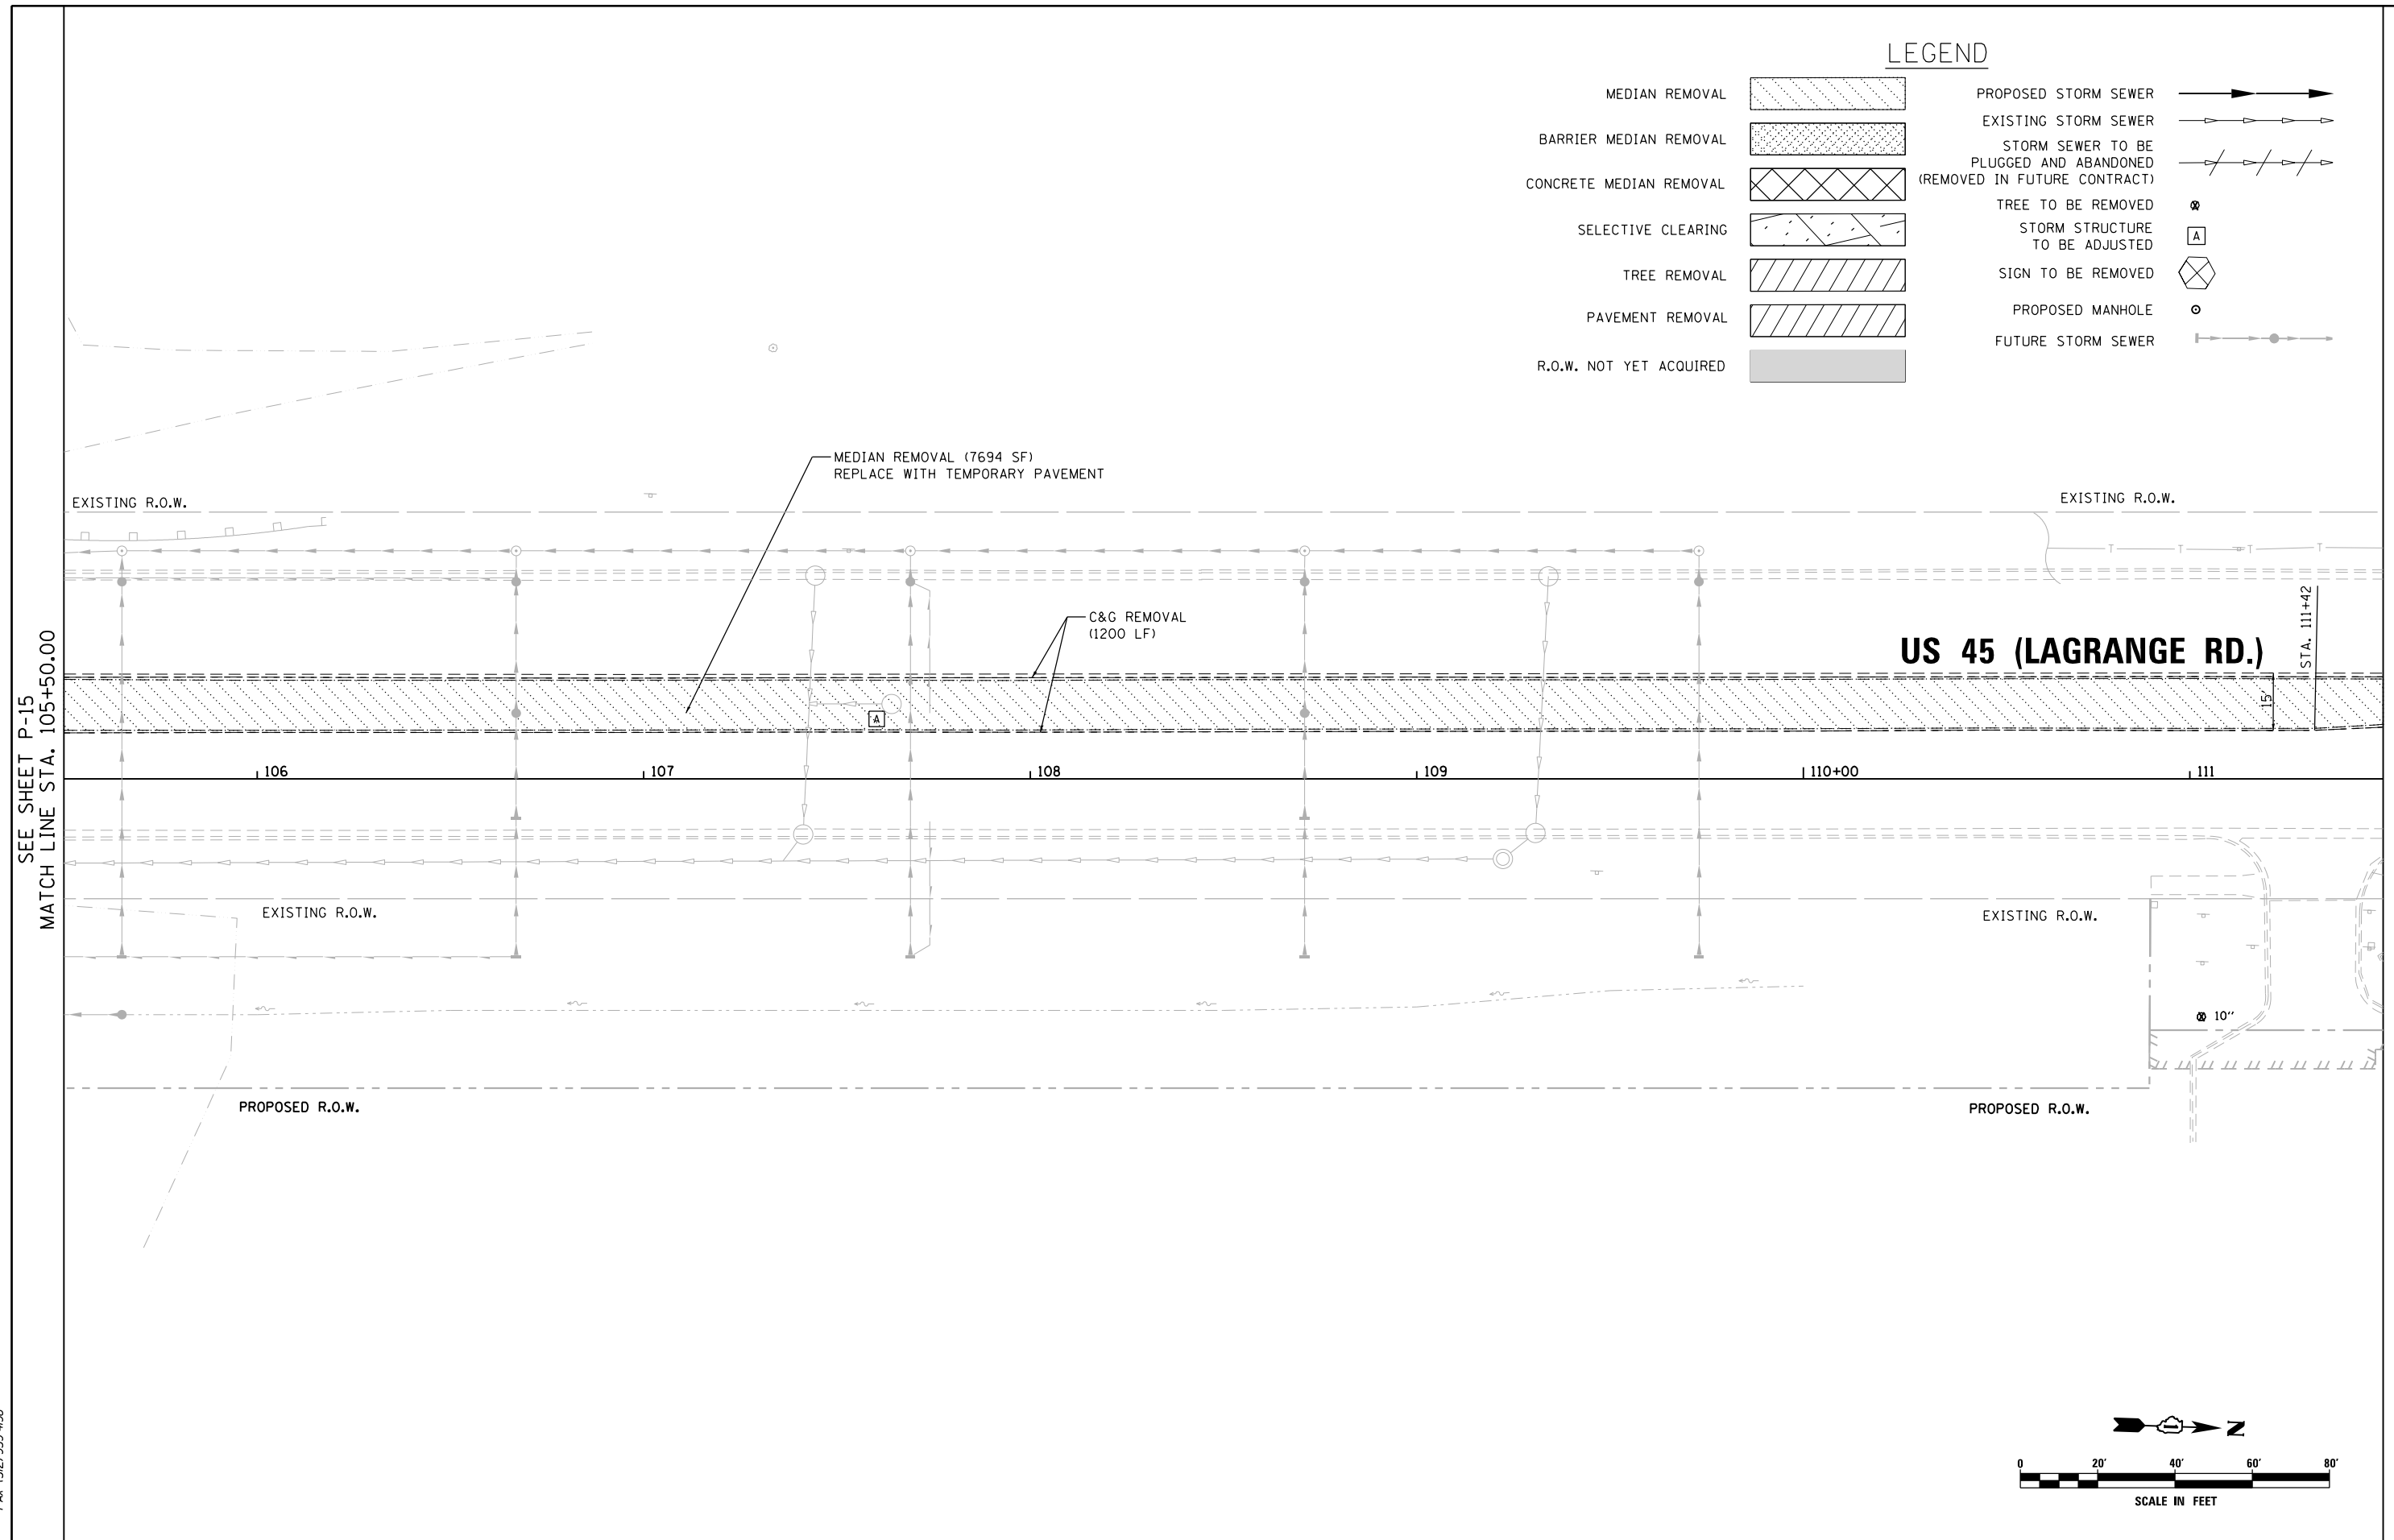 LEGEND
MEDIAN REMOVAL
BARRIER MEDIAN REMOVAL
CONCRETE MEDIAN REMOVAL
SELECTIVE CLEARING
TREE REMOVAL
PAVEMENT REMOVAL
R.O.W. NOT YET ACQUIRED
PROPOSED STORM SEWER
EXISTING STORM SEWER
STORM SEWER TO BE
PLUGGED AND ABANDONED
(REMOVED IN FUTURE CONTRACT)
TREE TO BE REMOVED
STORM STRUCTURE
TO BE ADJUSTED
A
SIGN TO BE REMOVED
PROPOSED MANHOLE
FUTURE STORM SEWER
MEDIAN REMOVAL (7694 SF)
REPLACE WITH TEMPORARY PAVEMENT
EXISTING R.O.W.
EXISTING R.O.W.
C&G REMOVAL
(1200 LF)
US 45 (LAGRANGE RD.)
STA. 111+42
15'
A
SEE SHEET P-15
MATCH LINE STA. 105+50.00
106
107
108
109
110+00
111
EXISTING R.O.W.
EXISTING R.O.W.
10''
PROPOSED R.O.W.
PROPOSED R.O.W.
N
0 20' 40' 60' 80'
SCALE IN FEET